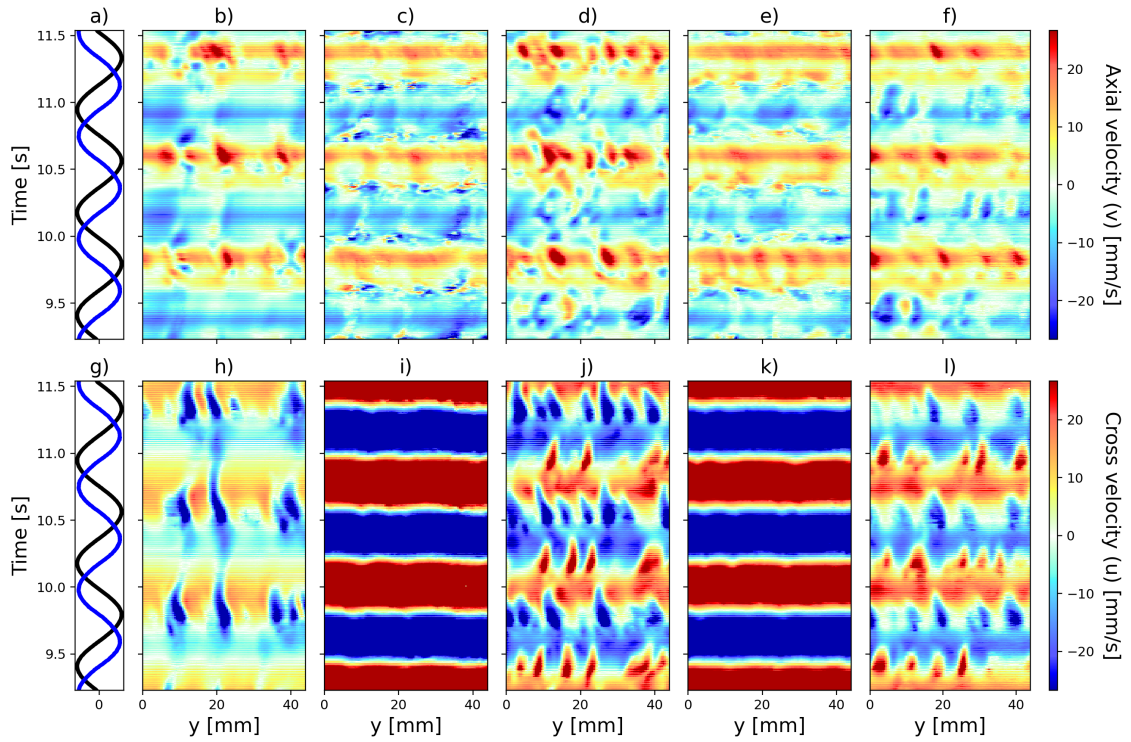 a) b) c) d) e) f)
11.5
11.0
10.5
10.0
9.5
Time [s]
20
10
0
−10
−20
Axial velocity (v) [mm/s]
g) h) i) j) k) l)
11.5
11.0
10.5
10.0
9.5
Time [s]
0 0 20 40 0 20 40 0 20 40 0 20 40 0 20 40
y [mm] y [mm] y [mm] y [mm] y [mm]
20
10
0
−10
−20
Cross velocity (u) [mm/s]